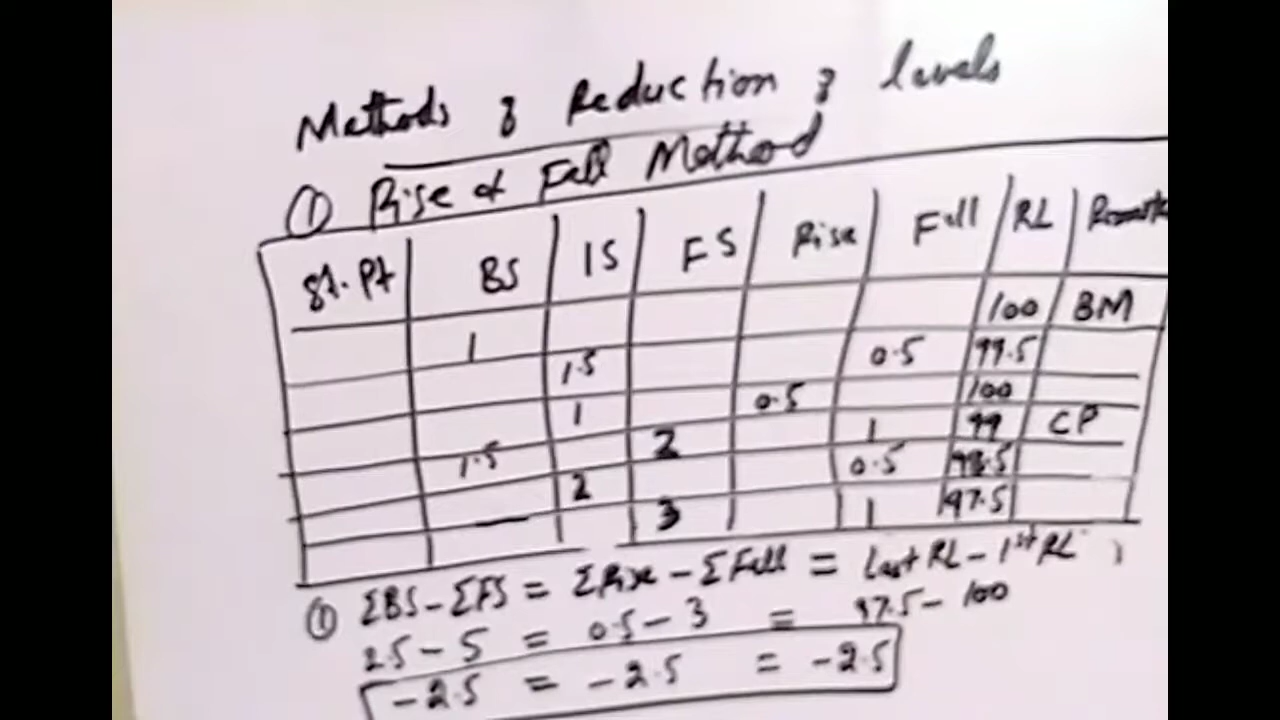 Methods of Reduction of levels
① Rise & Fall Method
St. Pt BS IS FS Rise Fall RL Remark
1 100 BM
1.5 0.5 99.5
1 0.5 100
1.5 2 1 99 CP
2 0.5 98.5
— 3 1 97.5
① ΣBS - ΣFS = ΣRise - ΣFall = Last RL - 1st RL
2.5 - 5 = 0.5 - 3 = 97.5 - 100
-2.5 = -2.5 = -2.5